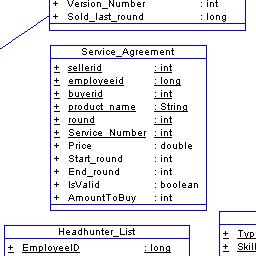 + Version_Number : int
+ Sold_last_round : long
Service_Agreement
+ sellerid : int
+ employeeid : long
+ buyerid : int
+ product_name : String
+ round : int
+ Service_Number : int
+ Price : double
+ Start_round : int
+ End_round : int
+ IsValid : boolean
+ AmountToBuy : int
Headhunter_List
+ EmployeeID : long
+ Typ
+ Skil